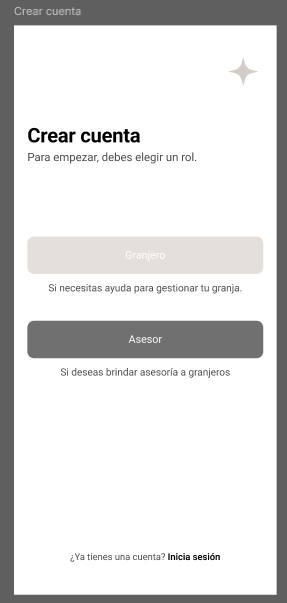 Crear cuenta
Crear cuenta
Para empezar, debes elegir un rol.
Granjero
Si necesitas ayuda para gestionar tu granja.
Asesor
Si deseas brindar asesoría a granjeros
¿Ya tienes una cuenta? Inicia sesión